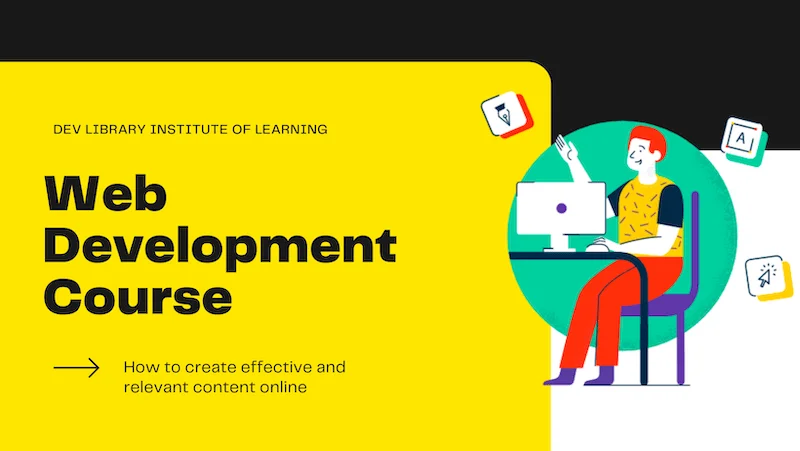 DEV LIBRARY INSTITUTE OF LEARNING
Web
Development
Course
How to create effective and
relevant content online
A